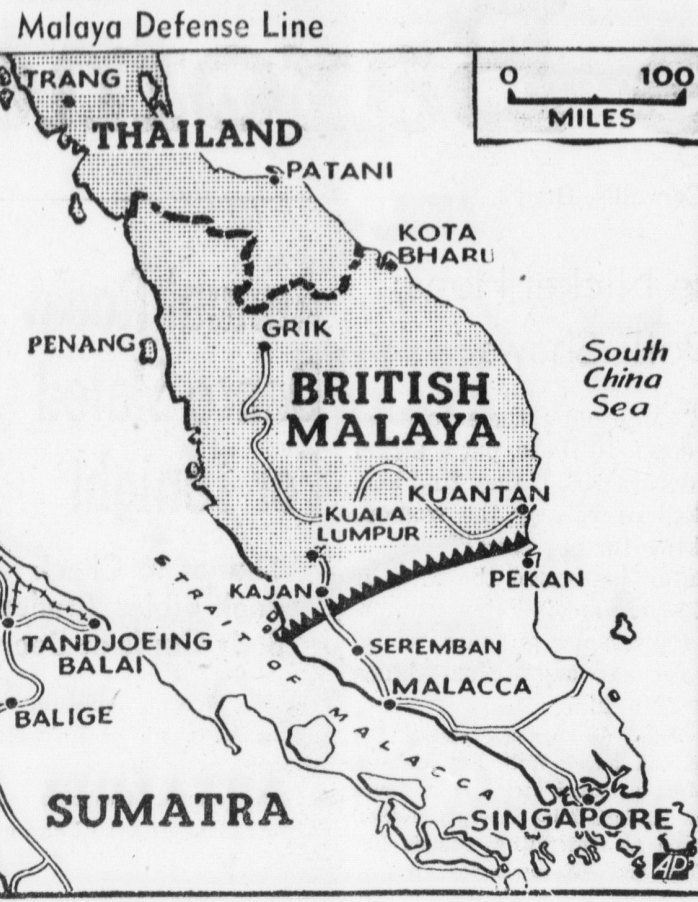 Malaya Defense Line
0 100
MILES
TRANG
THAILAND
PATANI
KOTA
BHARU
GRIK
PENANG
South
China
Sea
BRITISH
MALAYA
KUANTAN
KUALA
LUMPUR
PEKAN
KAJAN
STRAIT OF MALACCA
SEREMBAN
TANDJOEING
BALAI
MALACCA
BALIGE
SUMATRA
SINGAPORE
AP